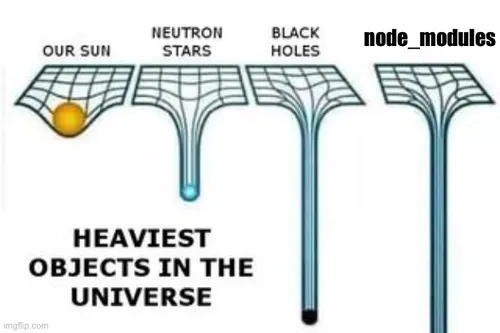 OUR SUN
NEUTRON
STARS
BLACK
HOLES
node_modules
HEAVIEST
OBJECTS IN THE
UNIVERSE
imgflip.com